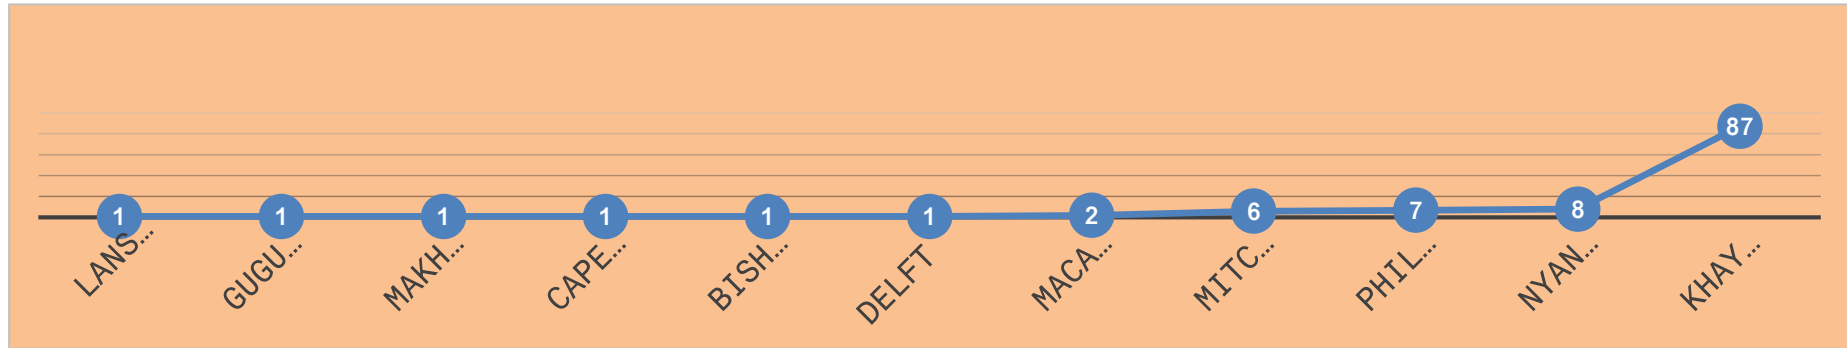 1 1 1 1 1 1 2 6 7 8 87
LANS… GUGU… MAKH… CAPE… BISH… DELFT MACA… MITC… PHIL… NYAN… KHAY…